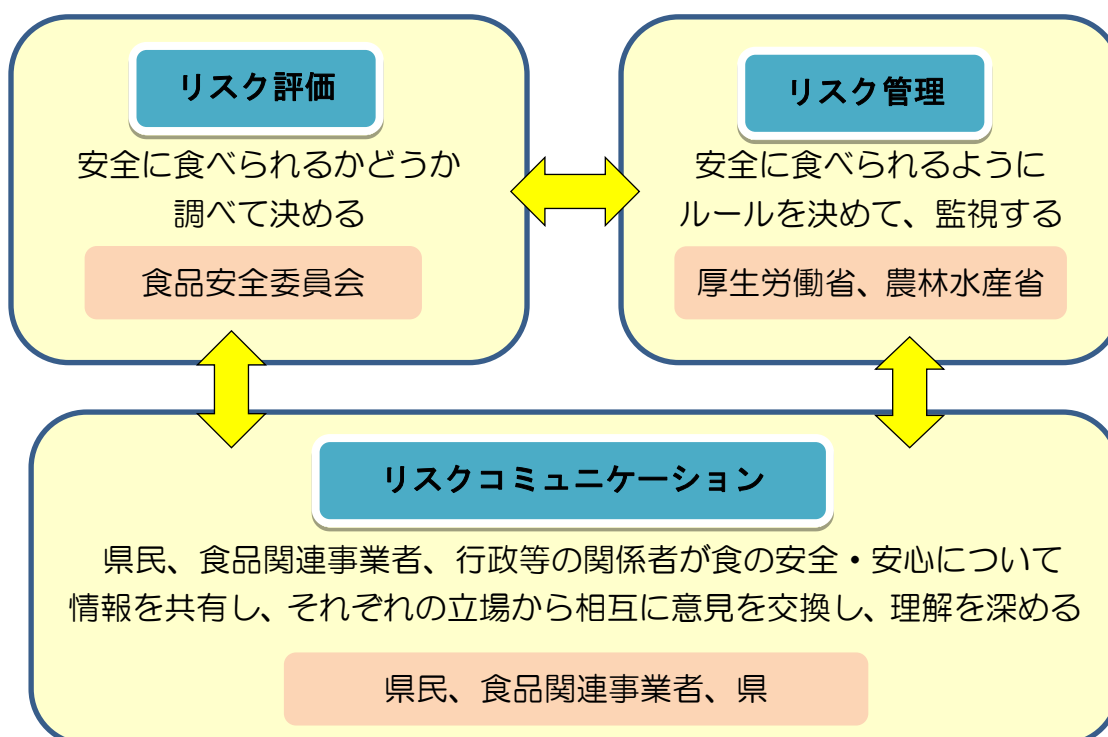 リスク評価
安全に食べられるかどうか
調べて決める
食品安全委員会
リスク管理
安全に食べられるように
ルールを決めて、監視する
厚生労働省、農林水産省
リスクコミュニケーション
県民、食品関連事業者、行政等の関係者が食の安全・安心について
情報を共有し、それぞれの立場から相互に意見を交換し、理解を深める
県民、食品関連事業者、県